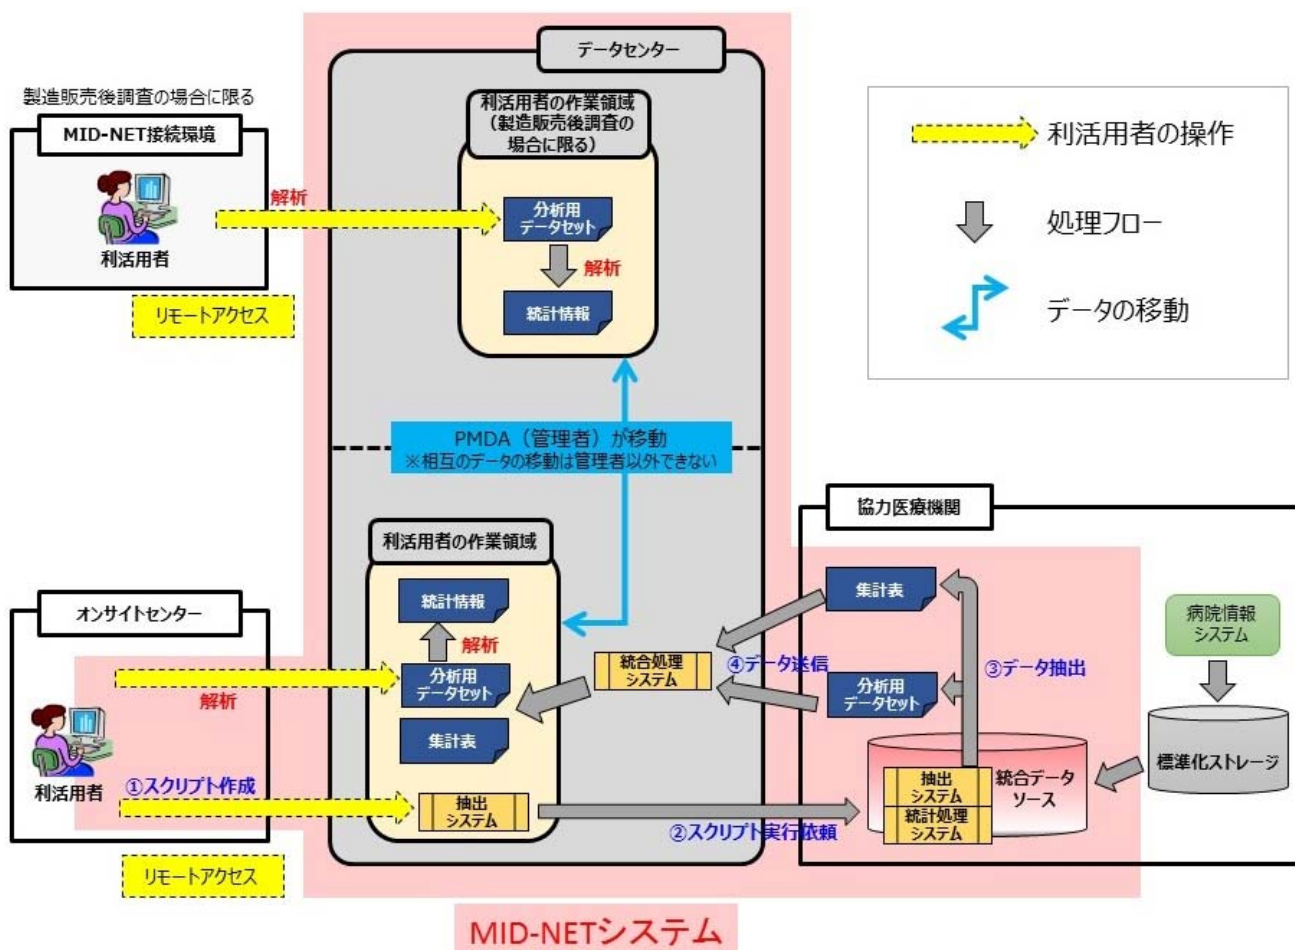 データセンター
製造販売後調査の場合に限る
MID-NET接続環境
利活用者
リモートアクセス
解析
利活用者の作業領域
（製造販売後調査の
場合に限る）
分析用
データセット
解析
統計情報
利活用者の操作
処理フロー
データの移動
PMDA（管理者）が移動
※相互のデータの移動は管理者以外できない
オンサイトセンター
利活用者
解析
①スクリプト作成
リモートアクセス
利活用者の作業領域
統計情報
解析
分析用
データセット
集計表
抽出
システム
統合処理
システム
④データ送信
②スクリプト実行依頼
協力医療機関
集計表
分析用
データセット
③データ抽出
病院情報
システム
標準化ストレージ
統合データ
ソース
抽出
システム
統計処理
システム
MID-NETシステム